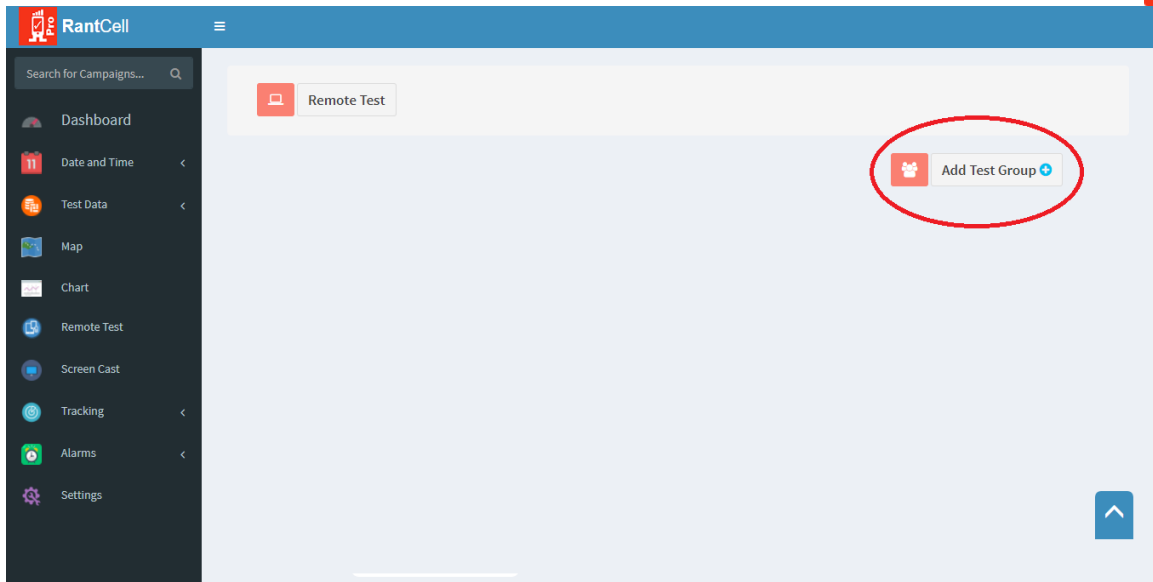 Pro
RantCell
Search for Campaigns...
Dashboard
11
Date and Time
Test Data
Map
Chart
Remote Test
Screen Cast
Tracking
Alarms
Settings
Remote Test
Add Test Group